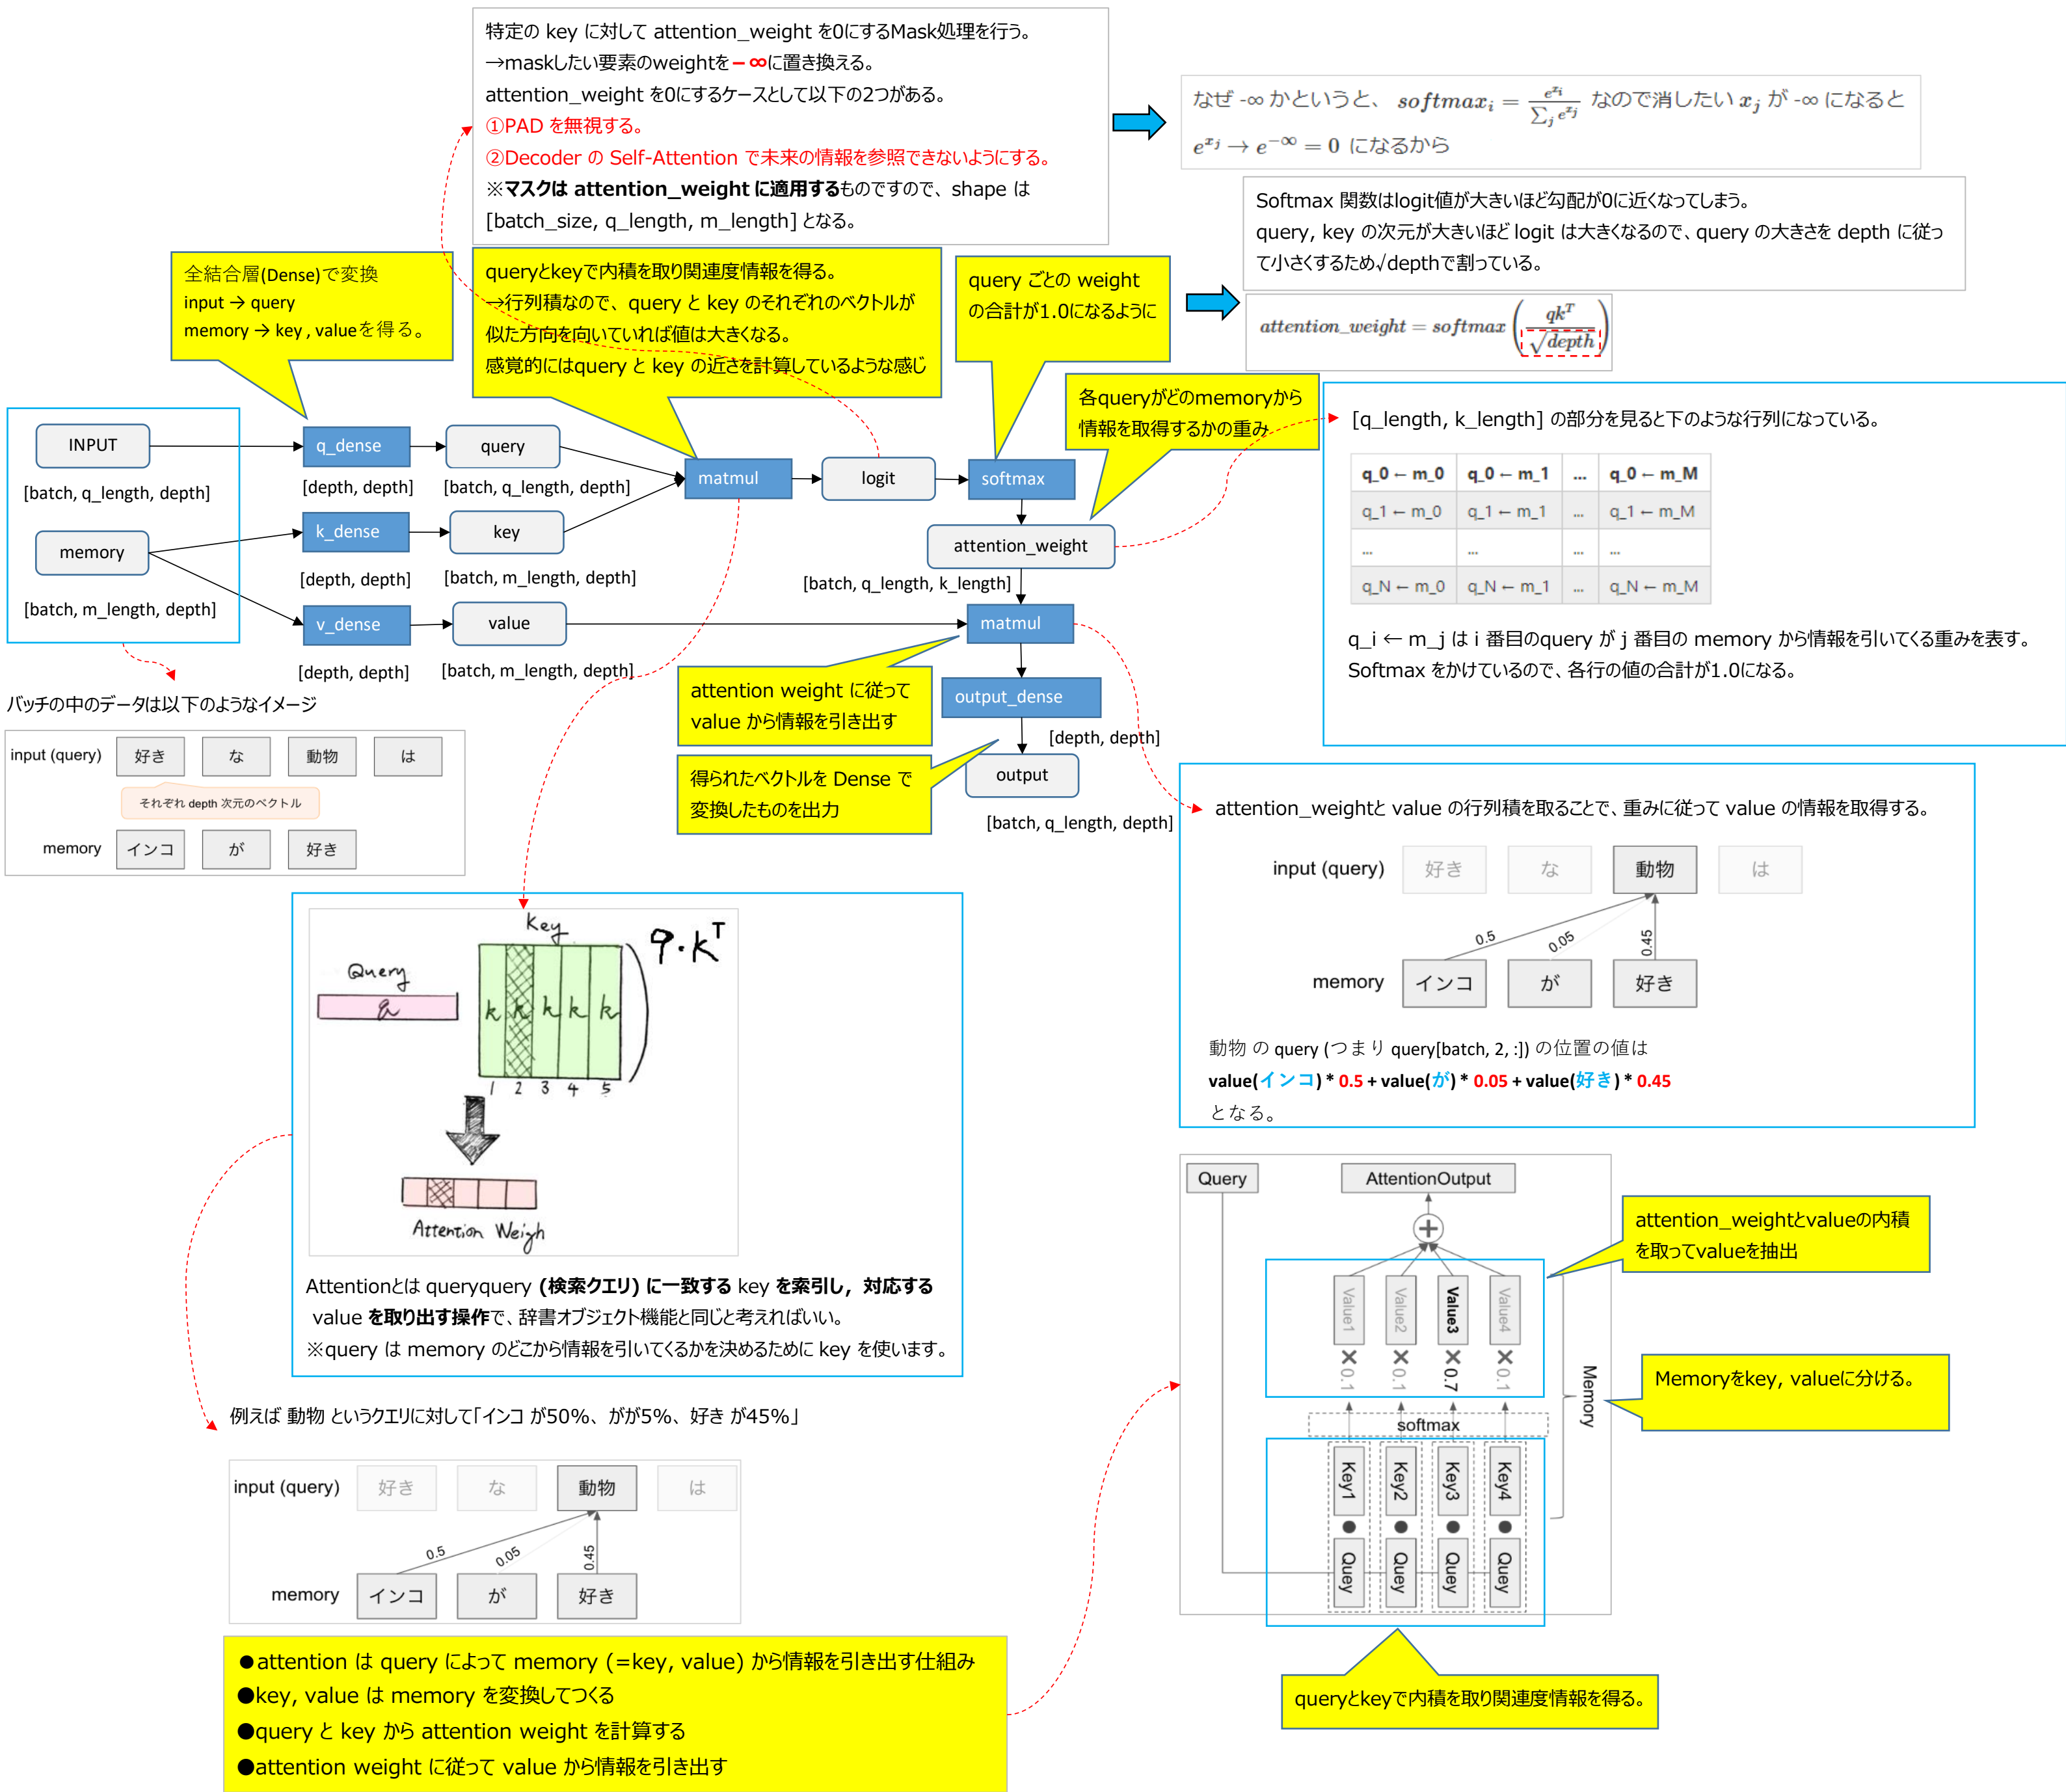 特定の key に対して attention_weight を0にするMask処理を行う。
→maskしたい要素のweightを－∞に置き換える。
attention_weight を0にするケースとして以下の2つがある。
①PAD を無視する。
②Decoder の Self-Attention で未来の情報を参照できないようにする。
※マスクは attention_weight に適用するものですので、shape は
[batch_size, q_length, m_length] となる。
なぜ -∞ かというと、 softmax_i = e^{x_i} / ∑_j e^{x_j} なので消したい x_j が -∞ になると
e^{x_j} → e^{-∞} = 0 になるから
Softmax 関数はlogit値が大きいほど勾配が0に近くなってしまう。
query, key の次元が大きいほど logit は大きくなるので、query の大きさを depth に従っ
て小さくするため√depthで割っている。
attention_weight = softmax( qk^T / √depth )
全結合層(Dense)で変換
input → query
memory → key , valueを得る。
queryとkeyで内積を取り関連度情報を得る。
→行列積なので、query と key のそれぞれのベクトルが
似た方向を向いていれば値は大きくなる。
感覚的にはquery と key の近さを計算しているような感じ
query ごとの weight
の合計が1.0になるように
各queryがどのmemoryから
情報を取得するかの重み
INPUT
[batch, q_length, depth]
memory
[batch, m_length, depth]
q_dense
[depth, depth]
k_dense
[depth, depth]
v_dense
[depth, depth]
query
[batch, q_length, depth]
key
[batch, m_length, depth]
value
[batch, m_length, depth]
matmul
logit
softmax
attention_weight
[batch, q_length, k_length]
matmul
output_dense
[depth, depth]
output
[batch, q_length, depth]
attention weight に従って
value から情報を引き出す
得られたベクトルを Dense で
変換したものを出力
[q_length, k_length] の部分を見ると下のような行列になっている。
q_0 ← m_0 q_0 ← m_1 ... q_0 ← m_M
q_1 ← m_0 q_1 ← m_1 ... q_1 ← m_M
... ... ... ...
q_N ← m_0 q_N ← m_1 ... q_N ← m_M
q_i ← m_j は i 番目のquery が j 番目の memory から情報を引いてくる重みを表す。
Softmax をかけているので、各行の値の合計が1.0になる。
バッチの中のデータは以下のようなイメージ
input (query) 好き な 動物 は
それぞれ depth 次元のベクトル
memory インコ が 好き
attention_weightと value の行列積を取ることで、重みに従って value の情報を取得する。
input (query) 好き な 動物 は
0.5 0.05 0.45
memory インコ が 好き
動物 の query (つまり query[batch, 2, :]) の位置の値は
value(インコ) * 0.5 + value(が) * 0.05 + value(好き) * 0.45
となる。
Key
q・k^T
Query
q
k k k k k
1 2 3 4 5
Attention Weigh
Attentionとは queryquery (検索クエリ) に一致する key を索引し，対応する
value を取り出す操作で、辞書オブジェクト機能と同じと考えればいい。
※query は memory のどこから情報を引いてくるかを決めるために key を使います。
例えば 動物 というクエリに対して「インコ が50%、がが5%、好き が45%」
input (query) 好き な 動物 は
0.5 0.05 0.45
memory インコ が 好き
●attention は query によって memory (=key, value) から情報を引き出す仕組み
●key, value は memory を変換してつくる
●query と key から attention weight を計算する
●attention weight に従って value から情報を引き出す
Query
AttentionOutput
Value1 Value2 Value3 Value4
×0.1 ×0.1 ×0.7 ×0.1
softmax
Key1 Key2 Key3 Key4
Quey Quey Quey Quey
Memory
attention_weightとvalueの内積
を取ってvalueを抽出
Memoryをkey, valueに分ける。
queryとkeyで内積を取り関連度情報を得る。